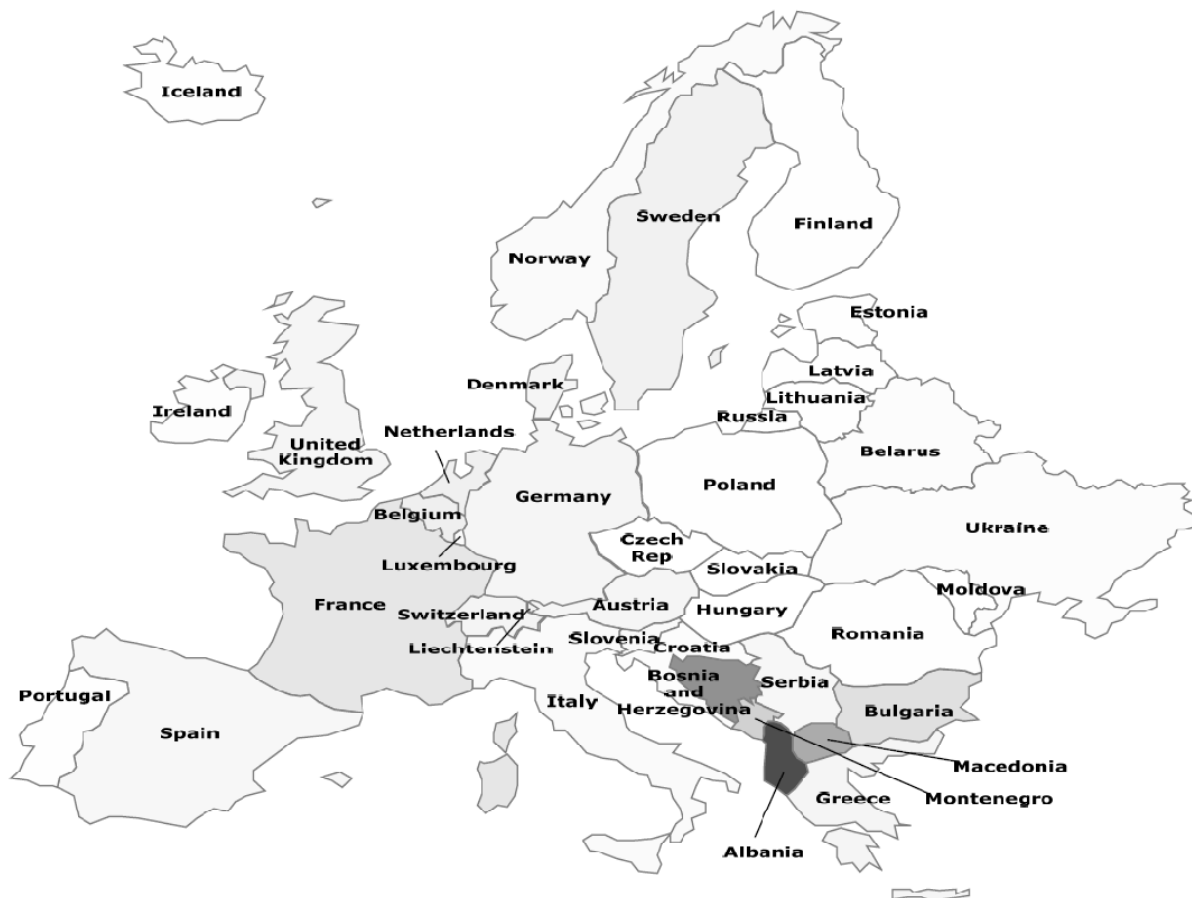 Iceland
Sweden
Finland
Norway
Estonia
Latvia
Denmark
Lithuania
Ireland
Russia
Netherlands
United
Kingdom
Belarus
Germany
Poland
Belgium
Ukraine
Czech
Rep
Luxembourg
Slovakia
Moldova
France
Switzerland
Austria
Hungary
Romania
Slovenia
Liechtenstein
Croatia
Bosnia
and
Herzegovina
Serbia
Portugal
Italy
Bulgaria
Spain
Macedonia
Greece
Montenegro
Albania